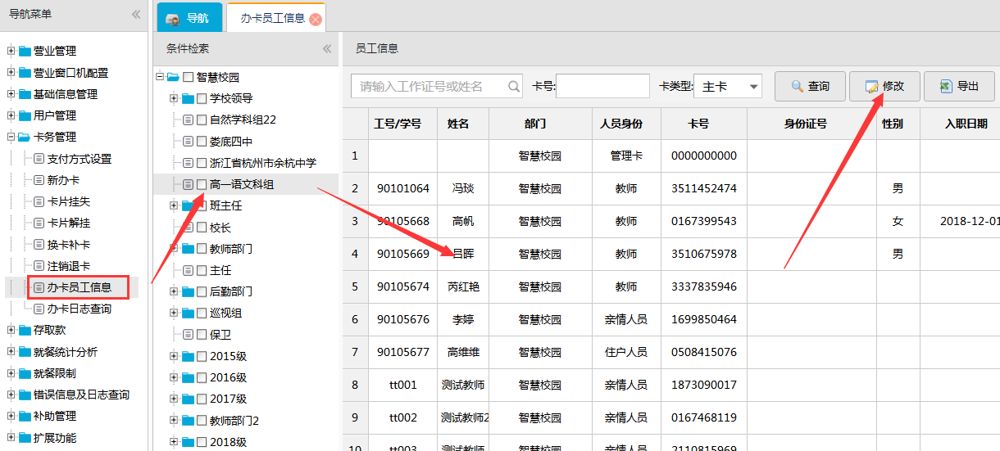 导航菜单
营业管理
营业窗口机配置
基础信息管理
用户管理
卡务管理
支付方式设置
新办卡
卡片挂失
卡片解挂
换卡补卡
注销退卡
办卡员工信息
办卡日志查询
存取款
就餐统计分析
就餐限制
错误信息及日志查询
补助管理
扩展功能
导航 办卡员工信息
条件检索
智慧校园
学校领导
自然学科组22
娄底四中
浙江省杭州市余杭中学
高一语文科组
班主任
校长
教师部门
主任
后勤部门
巡视组
保卫
2015级
2016级
2017级
教师部门2
2018级
员工信息
请输入工作证号或姓名 卡号: 卡类型: 主卡 查询 修改 导出
工号/学号 姓名 部门 人员身份 卡号 身份证号 性别 入职日期
1 智慧校园 管理卡 0000000000
2 90101064 冯琰 智慧校园 教师 3511452474 男
3 90105668 高帆 智慧校园 教师 0167399543 女 2018-12-01
4 90105669 吕晖 智慧校园 教师 3510675978 男
5 90105674 芮红艳 智慧校园 教师 3337835946
6 90105676 李婷 智慧校园 亲情人员 1699850464
7 90105677 高维维 智慧校园 住户人员 0508415076
8 tt001 测试教师 智慧校园 亲情人员 1873090017
9 tt002 测试教师2 智慧校园 亲情人员 0167468119
10 tt003 测试教师 智慧校园 亲情人员 2110815969